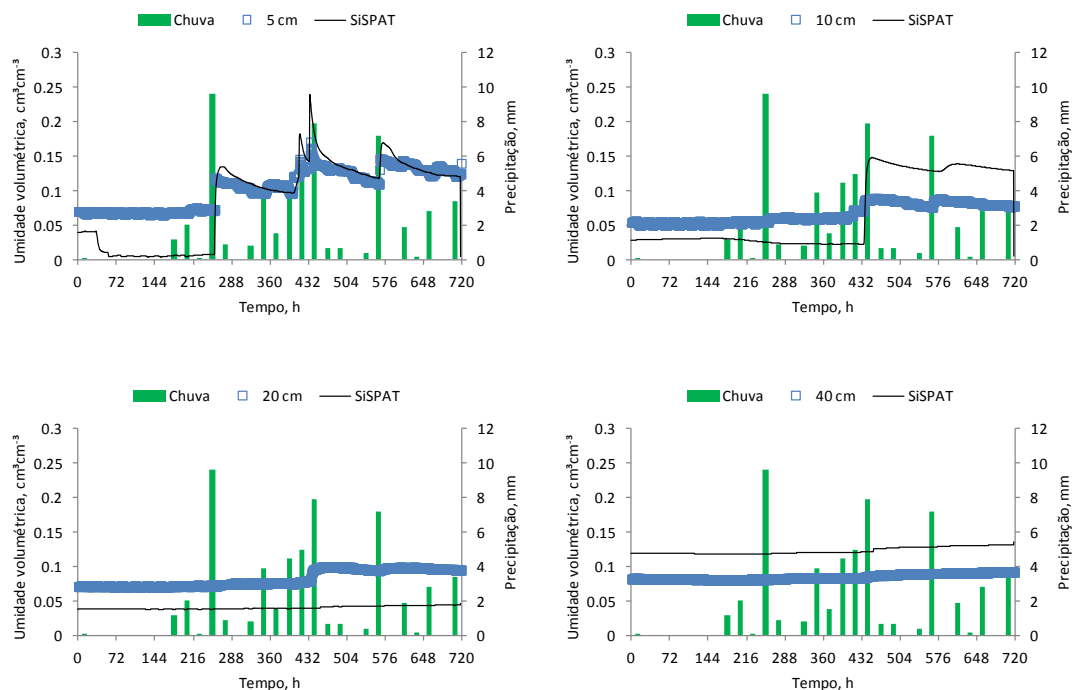 Chuva 5 cm SiSPAT
Umidade volumétrica, cm³cm⁻³
0.3
0.25
0.2
0.15
0.1
0.05
0
12
10
8
6
4
2
0
Precipitação, mm
0 72 144 216 288 360 432 504 576 648 720
Tempo, h
Chuva 10 cm SiSPAT
Umidade volumétrica, cm³cm⁻³
0.3
0.25
0.2
0.15
0.1
0.05
0
12
10
8
6
4
2
0
Precipitação, mm
0 72 144 216 288 360 432 504 576 648 720
Tempo, h
Chuva 20 cm SiSPAT
Umidade volumétrica, cm³cm⁻³
0.3
0.25
0.2
0.15
0.1
0.05
0
12
10
8
6
4
2
0
Precipitação, mm
0 72 144 216 288 360 432 504 576 648 720
Tempo, h
Chuva 40 cm SiSPAT
Umidade volumétrica, cm³cm⁻³
0.3
0.25
0.2
0.15
0.1
0.05
0
12
10
8
6
4
2
0
Precipitação, mm
0 72 144 216 288 360 432 504 576 648 720
Tempo, h